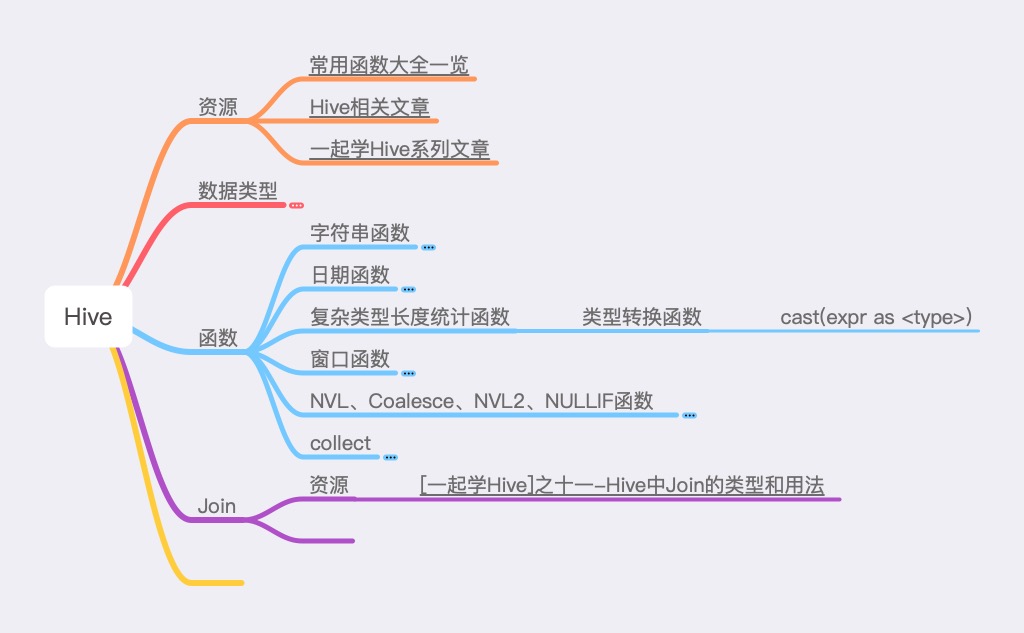 常用函数大全一览
资源
Hive相关文章
一起学Hive系列文章
数据类型
字符串函数
日期函数
Hive
复杂类型长度统计函数 类型转换函数 cast(expr as <type>)
函数
窗口函数
NVL、Coalesce、NVL2、NULLIF函数
collect
资源 [一起学Hive]之十一-Hive中Join的类型和用法
Join